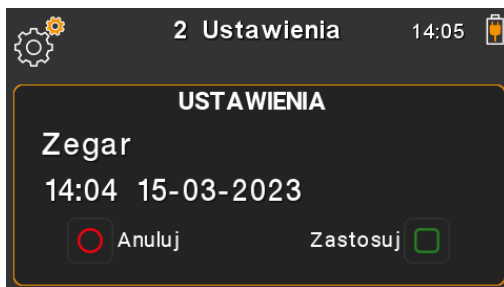 2 Ustawienia 14:05
USTAWIENIA
Zegar
14:04 15-03-2023
Anuluj Zastosuj